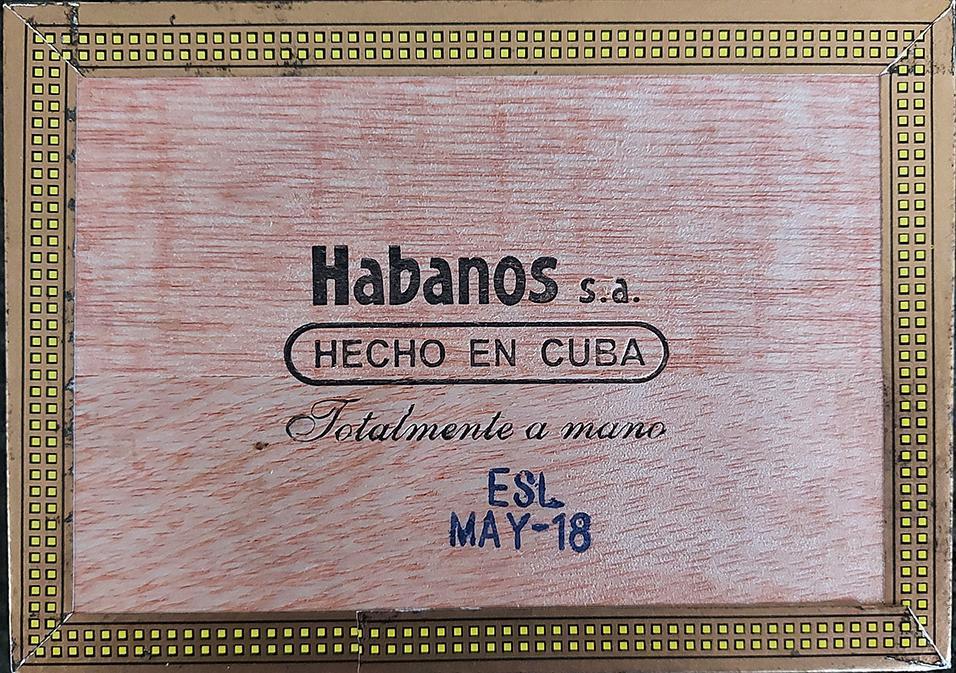 Habanos s.a.
HECHO EN CUBA
Totalmente a mano
ESL
MAY-18